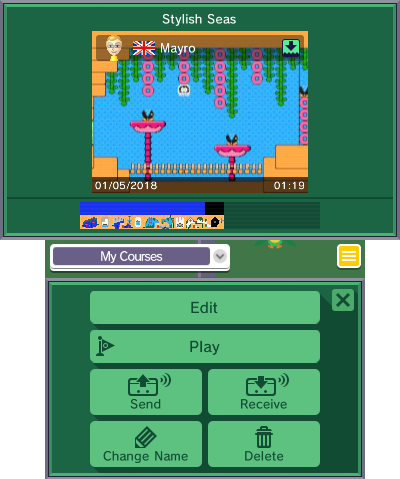 Stylish Seas
Mayro
01/05/2018
01:19
My Courses
Edit
Play
Send
Receive
Change Name
Delete